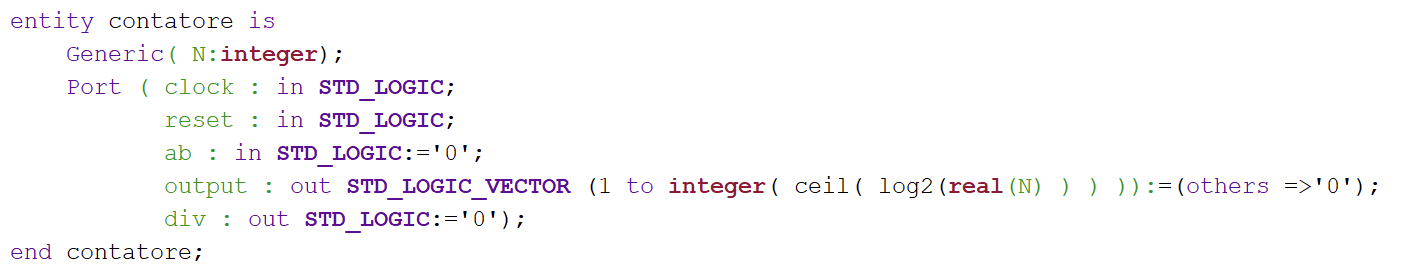 entity contatore is
    Generic( N:integer);
    Port ( clock : in STD_LOGIC;
           reset : in STD_LOGIC;
           ab : in STD_LOGIC:='0';
           output : out STD_LOGIC_VECTOR (1 to integer( ceil( log2(real(N) ) ) )):=(others =>'0');
           div : out STD_LOGIC:='0');
end contatore;